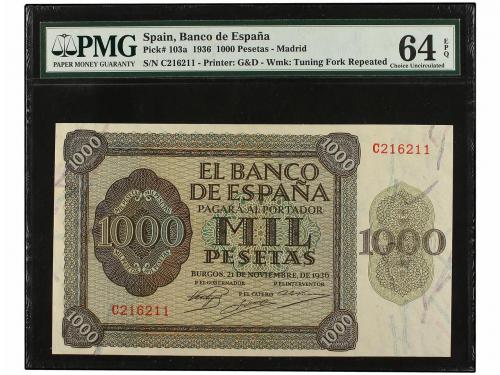 PMG
PAPER MONEY GUARANTY
Spain, Banco de España
Pick# 103a 1936 1000 Pesetas - Madrid
S/N C216211 - Printer: G&D - Wmk: Tuning Fork Repeated
64 EPQ
Choice Uncirculated
1000
1000
C216211
EL BANCO
DE ESPAÑA
PAGARÁ AL PORTADOR
1000
MIL
1000
PESETAS
BURGOS, 21 DE NOVIEMBRE, DE 1936
P. EL GOBERNADOR
P. EL INTERVENTOR
P. EL CAJERO
C216211
1000
1000